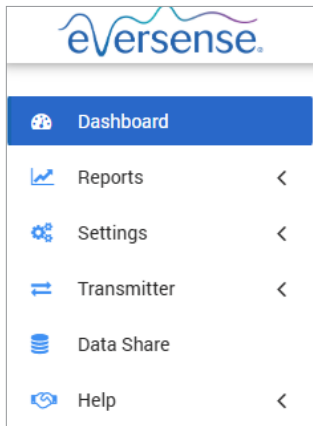 eversense.
Dashboard
Reports
Settings
Transmitter
Data Share
Help